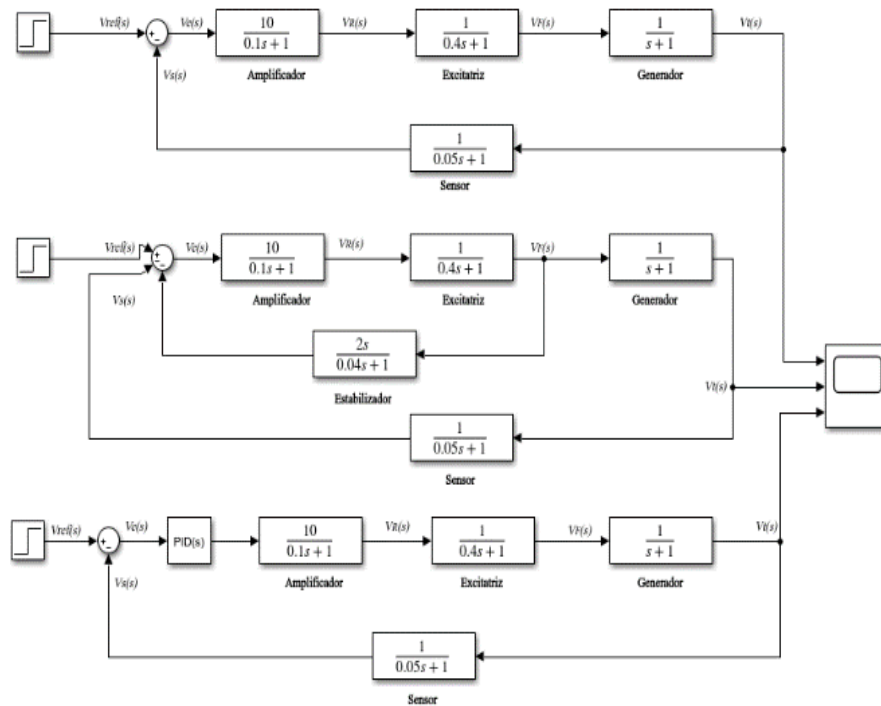 Vref(s)
Ve(s)
10
0.1s + 1
VR(s)
1
0.4s + 1
VF(s)
1
s + 1
Vt(s)
Vs(s)
Amplificador
Excitatriz
Generador
1
0.05s + 1
Sensor
Vref(s)
Ve(s)
10
0.1s + 1
VR(s)
1
0.4s + 1
VF(s)
1
s + 1
Vs(s)
Amplificador
Excitatriz
Generador
2s
0.04s + 1
Estabilizador
Vt(s)
1
0.05s + 1
Sensor
Vref(s)
Ve(s)
PID(s)
10
0.1s + 1
VR(s)
1
0.4s + 1
VF(s)
1
s + 1
Vt(s)
Vs(s)
Amplificador
Excitatriz
Generador
1
0.05s + 1
Sensor